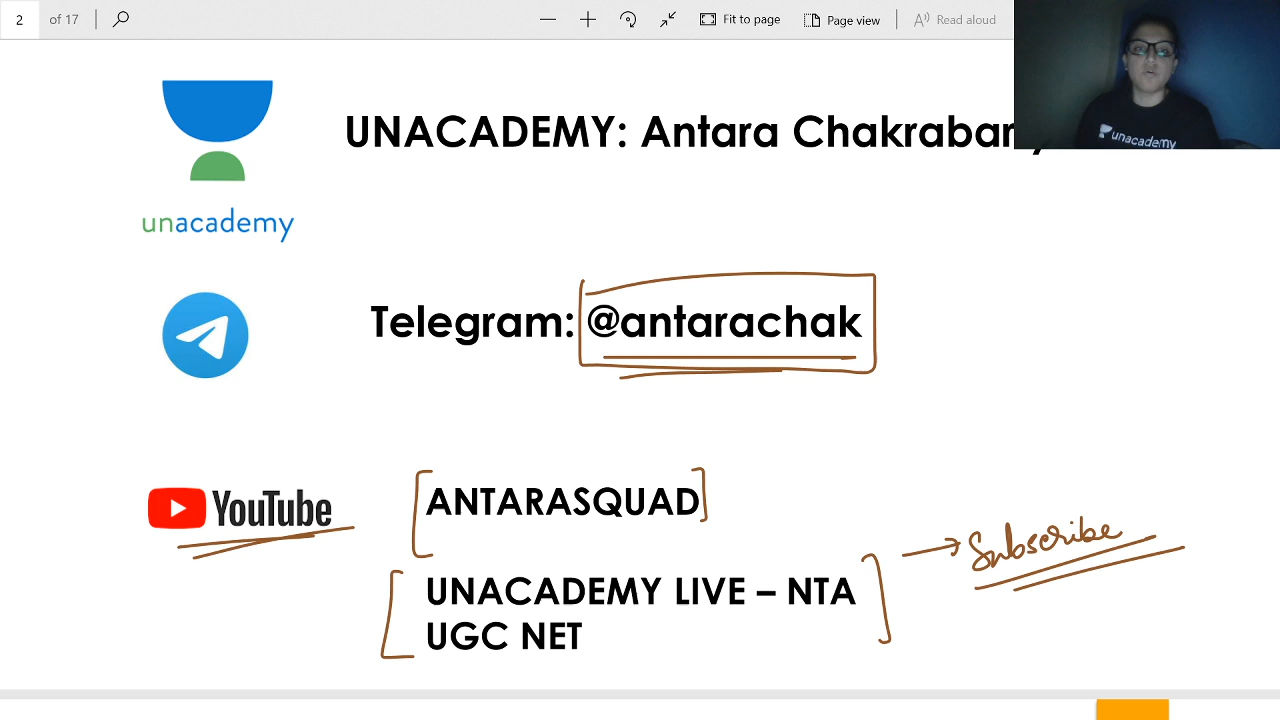 2 of 17 Fit to page Page view Read aloud
UNACADEMY: Antara
unacademy
unacademy
Telegram: @antarachak
YouTube ANTARASQUAD
Subscribe
UNACADEMY LIVE – NTA
UGC NET